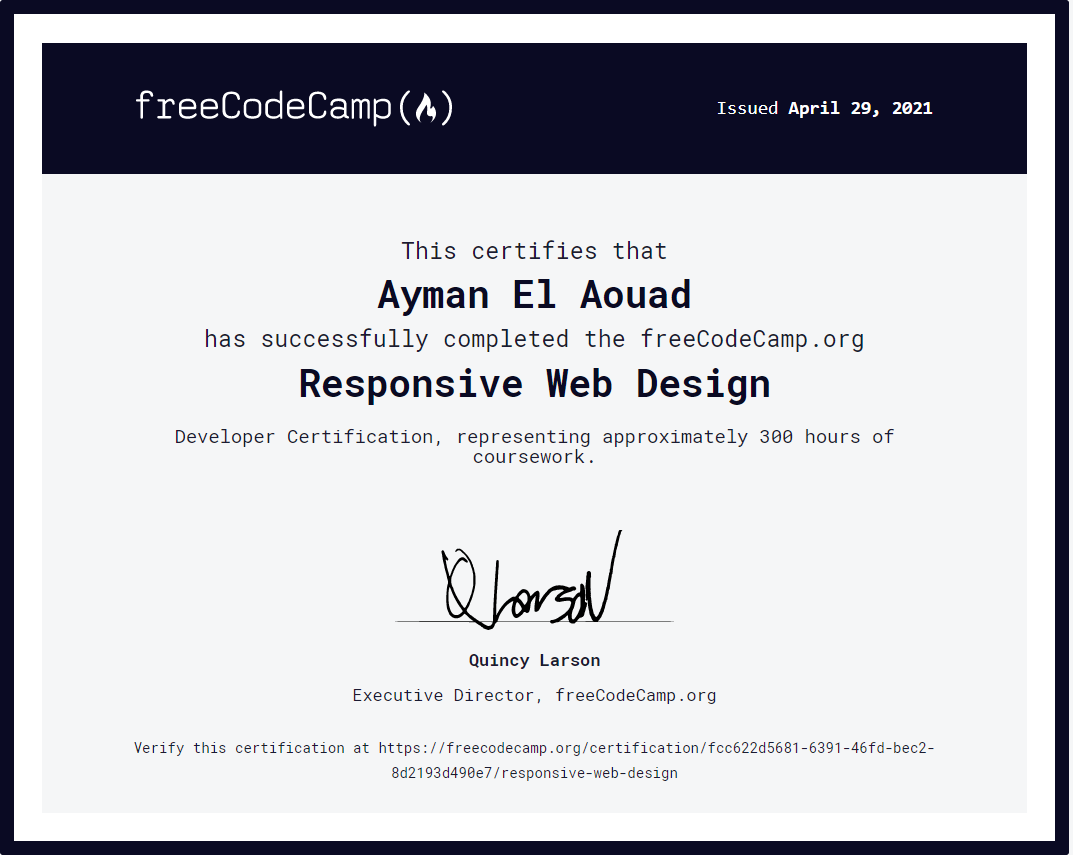 freeCodeCamp(🔥)
Issued April 29, 2021
This certifies that
Ayman El Aouad
has successfully completed the freeCodeCamp.org
Responsive Web Design
Developer Certification, representing approximately 300 hours of
coursework.
Q Larson
Quincy Larson
Executive Director, freeCodeCamp.org
Verify this certification at https://freecodecamp.org/certification/fcc622d5681-6391-46fd-bec2-
8d2193d490e7/responsive-web-design